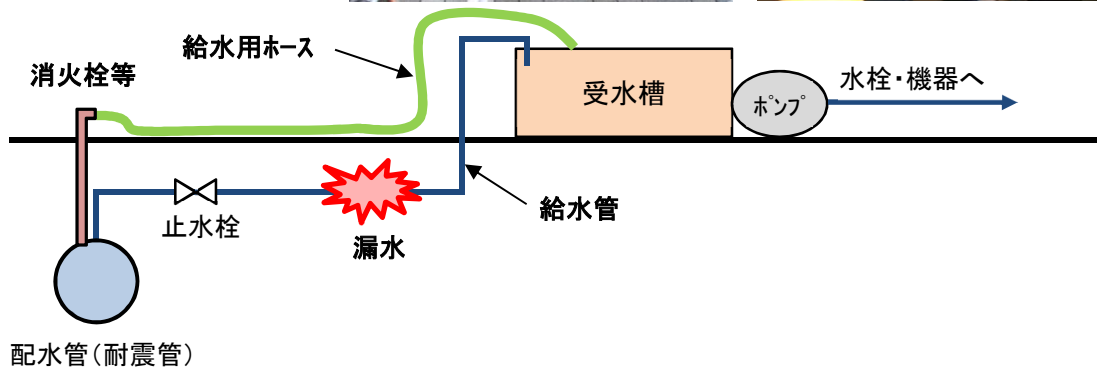 給水用ホース
消火栓等
受水槽
ポンプ
水栓・機器へ
止水栓
給水管
漏水
配水管(耐震管)